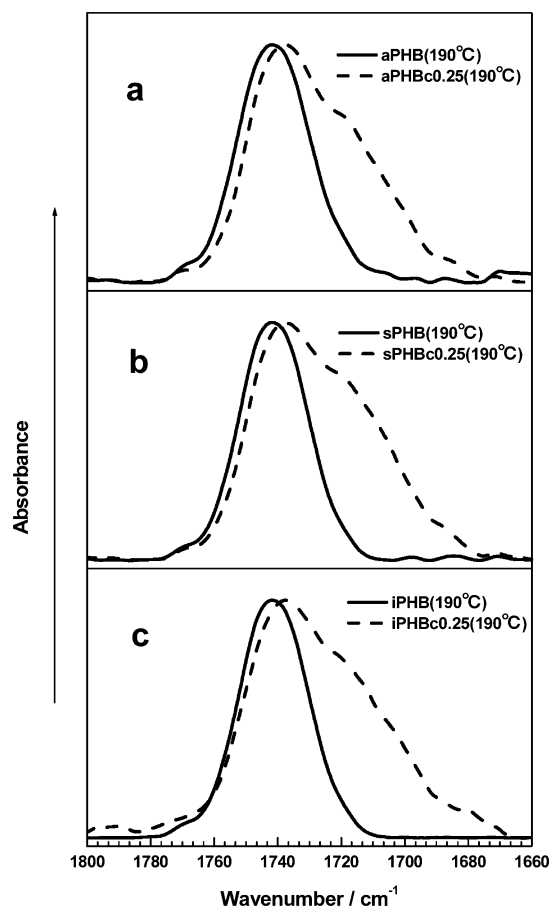 a
aPHB(190°C)
aPHBc0.25(190°C)
b
sPHB(190°C)
sPHBc0.25(190°C)
c
iPHB(190°C)
iPHBc0.25(190°C)
Absorbance
1800 1780 1760 1740 1720 1700 1680 1660
Wavenumber / cm⁻¹